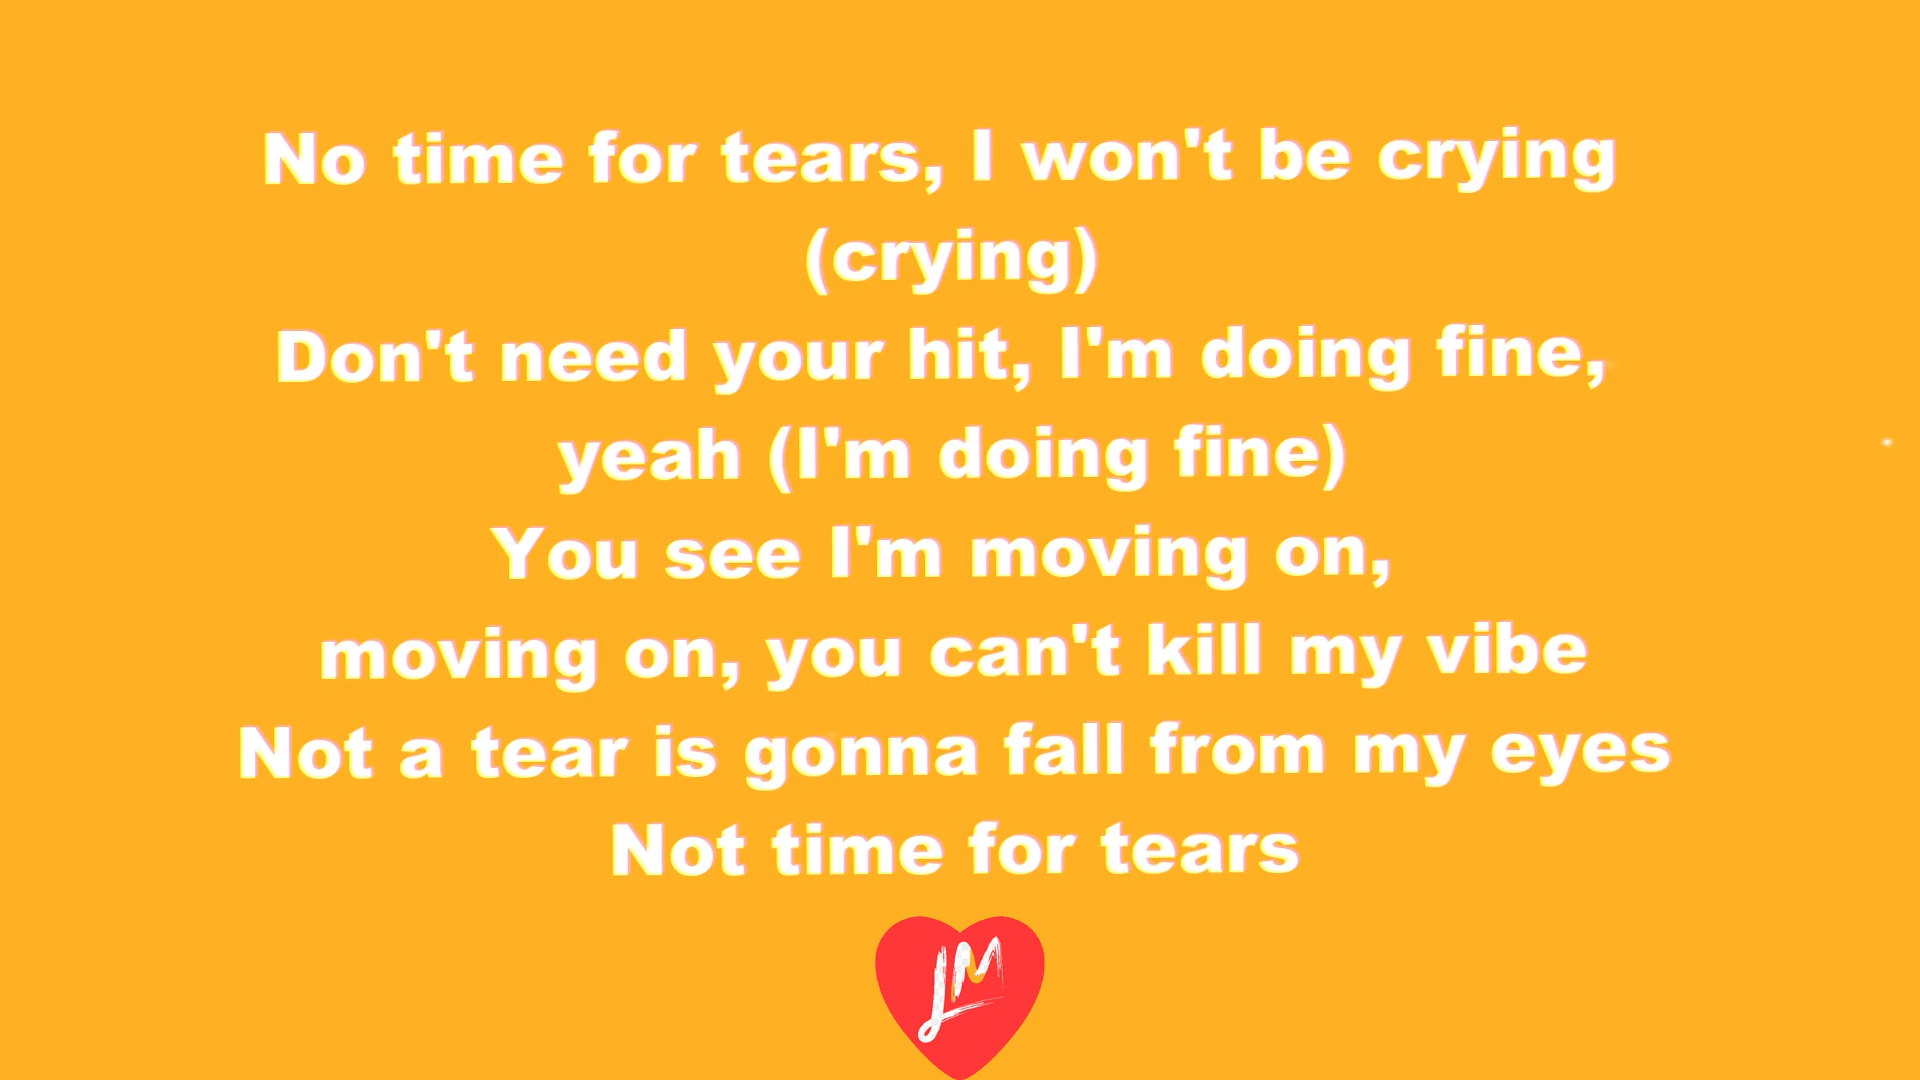 No time for tears, I won't be crying
(crying)
Don't need your hit, I'm doing fine,
yeah (I'm doing fine)
You see I'm moving on,
moving on, you can't kill my vibe
Not a tear is gonna fall from my eyes
Not time for tears
LM